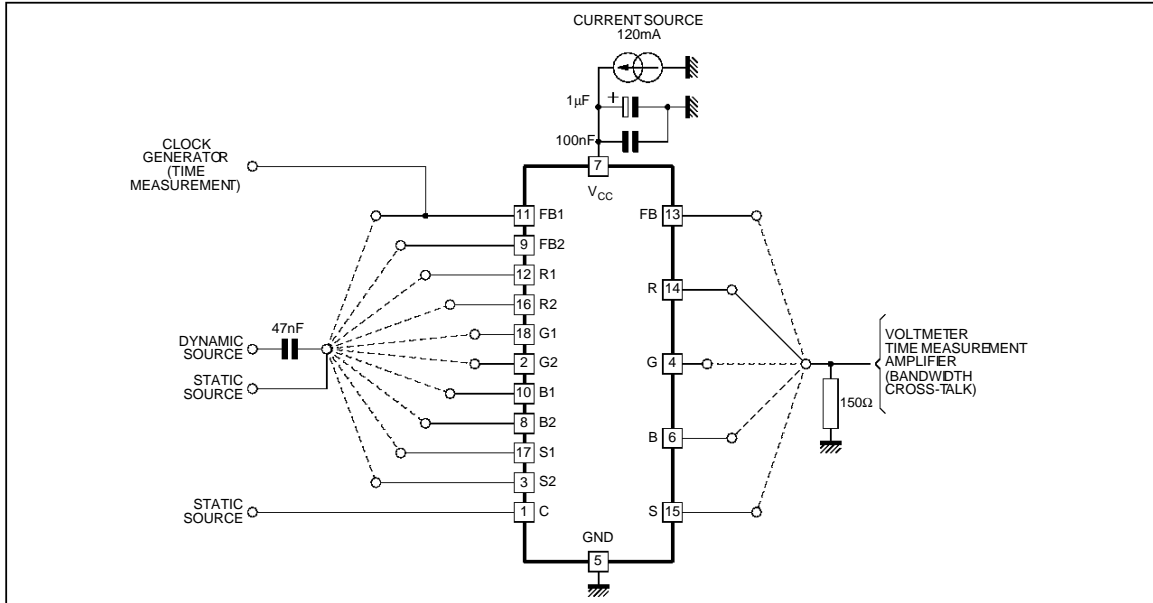 CURRENT SOURCE
120mA
1µF
+
100nF
CLOCK
GENERATOR
(TIME
MEASUREMENT)
7
VCC
11 FB1
FB 13
9 FB2
12 R1
R 14
16 R2
47nF
DYNAMIC
SOURCE
STATIC
SOURCE
18 G1
2 G2
G 4
VOLTMETER
TIME MEASUREMENT
AMPLIFIER
(BANDWIDTH
CROSS-TALK)
150Ω
10 B1
8 B2
B 6
17 S1
3 S2
STATIC
SOURCE
1 C
S 15
GND
5